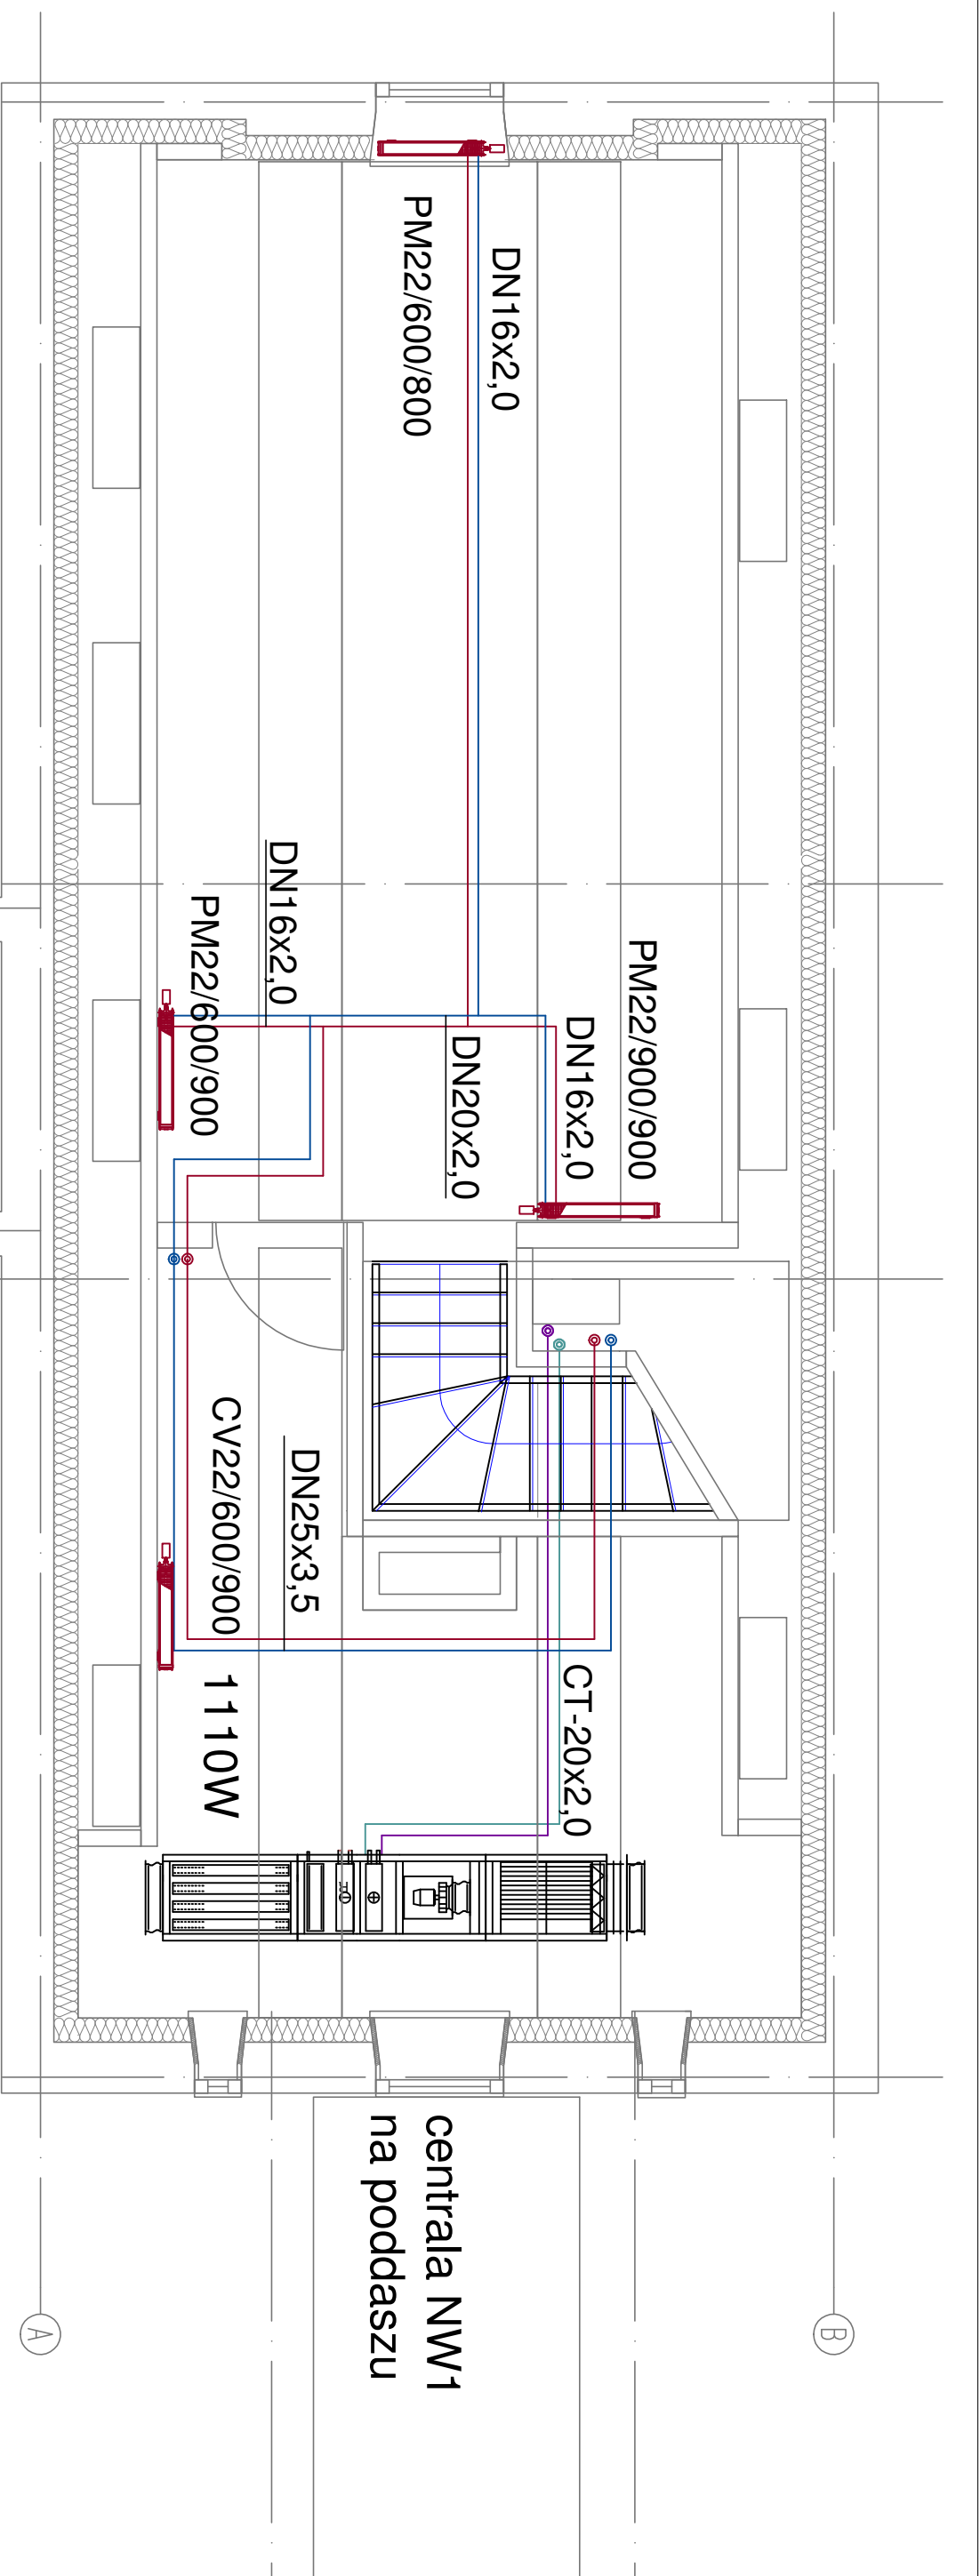 PM22/900/900
DN16x2,0
DN16x2,0
PM22/600/800
DN20x2,0
DN16x2,0
PM22/600/900
CT-20x2,0
DN25x3,5
CV22/600/900
1110W
centrala NW1
na poddaszu
B
A